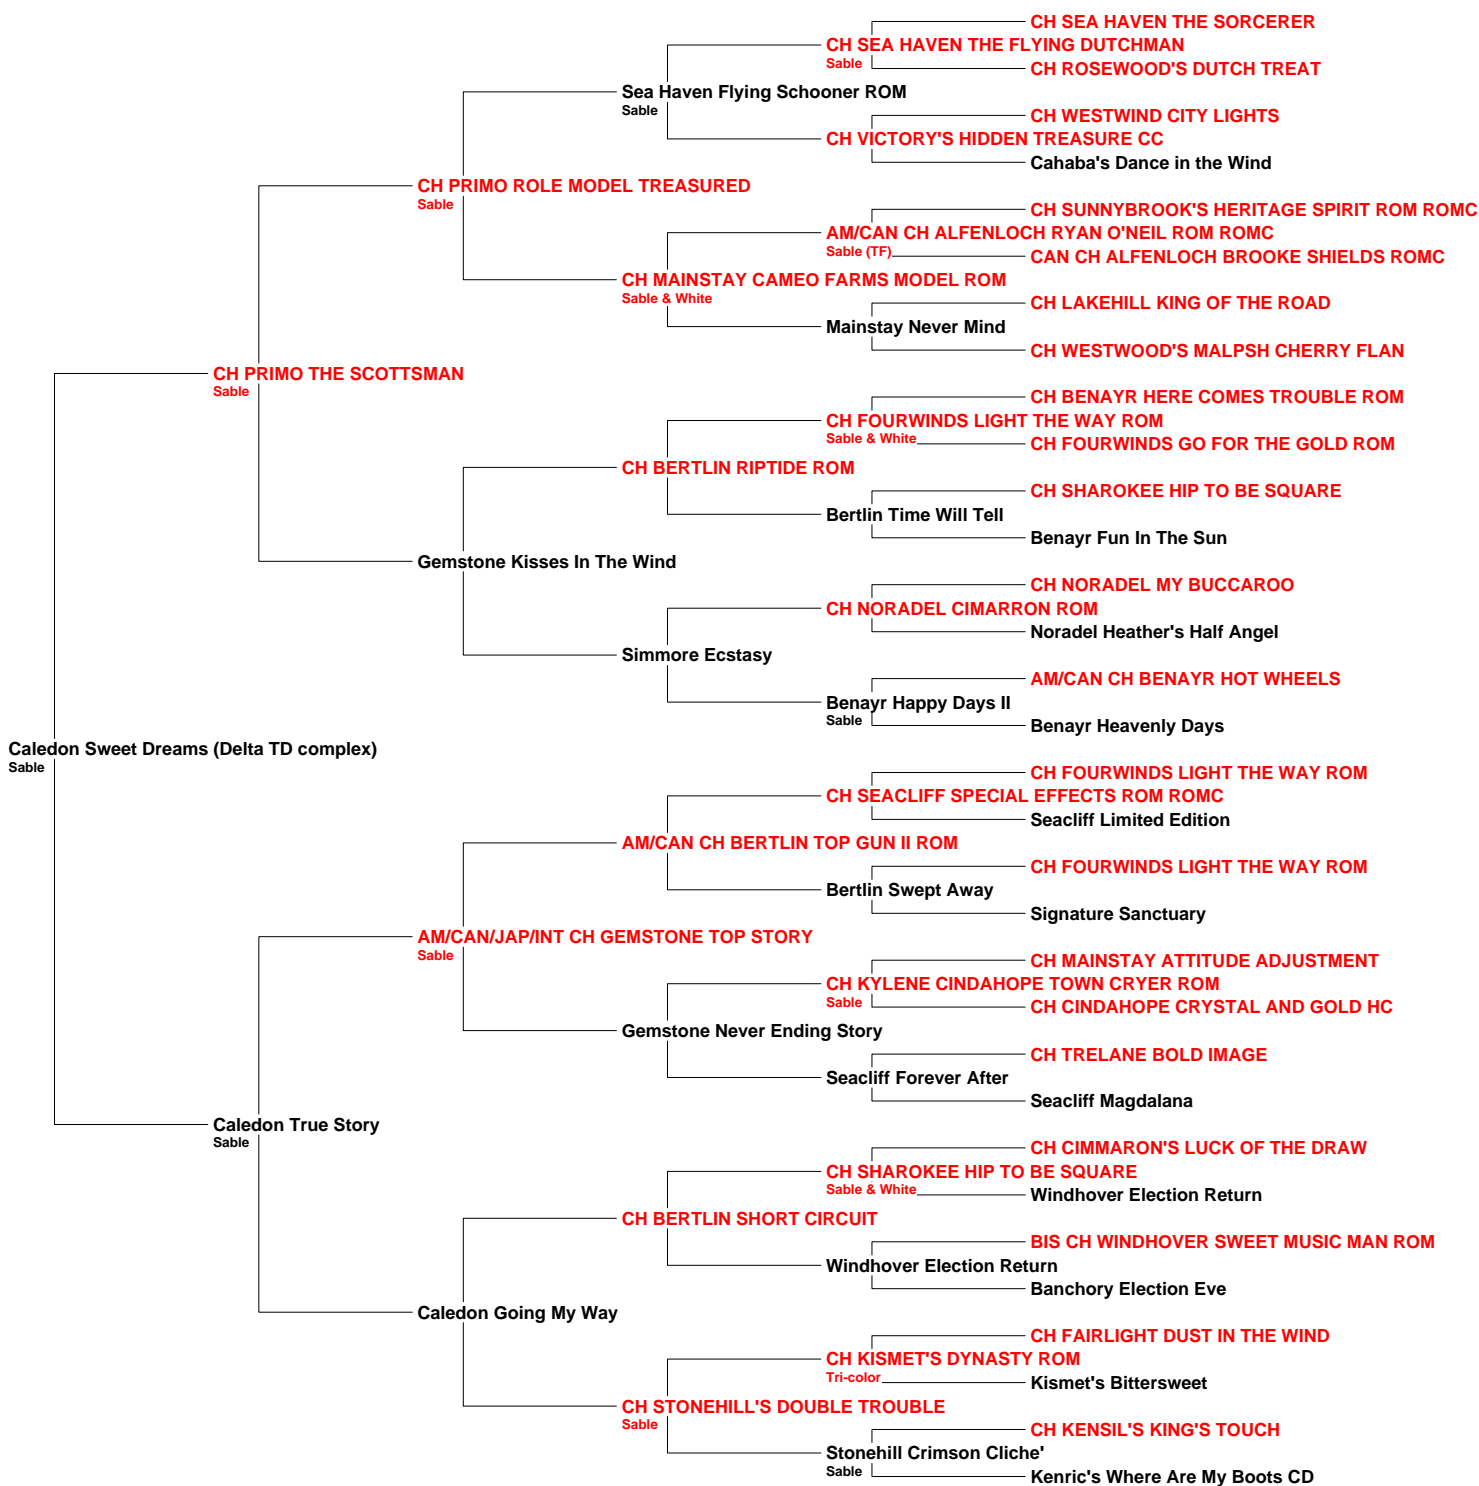 CH SEA HAVEN THE SORCERER
CH SEA HAVEN THE FLYING DUTCHMAN
Sable
CH ROSEWOOD'S DUTCH TREAT
Sea Haven Flying Schooner ROM
Sable
CH WESTWIND CITY LIGHTS
CH VICTORY'S HIDDEN TREASURE CC
Cahaba's Dance in the Wind
CH PRIMO ROLE MODEL TREASURED
Sable
CH SUNNYBROOK'S HERITAGE SPIRIT ROM ROMC
AM/CAN CH ALFENLOCH RYAN O'NEIL ROM ROMC
Sable (TF)
CAN CH ALFENLOCH BROOKE SHIELDS ROMC
CH MAINSTAY CAMEO FARMS MODEL ROM
Sable & White
CH LAKEHILL KING OF THE ROAD
Mainstay Never Mind
CH WESTWOOD'S MALPSH CHERRY FLAN
CH PRIMO THE SCOTTSMAN
Sable
CH BENAYR HERE COMES TROUBLE ROM
CH FOURWINDS LIGHT THE WAY ROM
Sable & White
CH FOURWINDS GO FOR THE GOLD ROM
CH BERTLIN RIPTIDE ROM
CH SHAROKEE HIP TO BE SQUARE
Bertlin Time Will Tell
Benayr Fun In The Sun
Gemstone Kisses In The Wind
CH NORADEL MY BUCCAROO
CH NORADEL CIMARRON ROM
Noradel Heather's Half Angel
Simmore Ecstasy
AM/CAN CH BENAYR HOT WHEELS
Benayr Happy Days II
Sable
Benayr Heavenly Days
Caledon Sweet Dreams (Delta TD complex)
Sable
CH FOURWINDS LIGHT THE WAY ROM
CH SEACLIFF SPECIAL EFFECTS ROM ROMC
Seacliff Limited Edition
AM/CAN CH BERTLIN TOP GUN II ROM
CH FOURWINDS LIGHT THE WAY ROM
Bertlin Swept Away
Signature Sanctuary
AM/CAN/JAP/INT CH GEMSTONE TOP STORY
Sable
CH MAINSTAY ATTITUDE ADJUSTMENT
CH KYLENE CINDAHOPE TOWN CRYER ROM
Sable
CH CINDAHOPE CRYSTAL AND GOLD HC
Gemstone Never Ending Story
CH TRELANE BOLD IMAGE
Seacliff Forever After
Seacliff Magdalana
Caledon True Story
Sable
CH CIMMARON'S LUCK OF THE DRAW
CH SHAROKEE HIP TO BE SQUARE
Sable & White
Windhover Election Return
CH BERTLIN SHORT CIRCUIT
BIS CH WINDHOVER SWEET MUSIC MAN ROM
Windhover Election Return
Banchory Election Eve
Caledon Going My Way
CH FAIRLIGHT DUST IN THE WIND
CH KISMET'S DYNASTY ROM
Tri-color
Kismet's Bittersweet
CH STONEHILL'S DOUBLE TROUBLE
Sable
CH KENSIL'S KING'S TOUCH
Stonehill Crimson Cliche'
Sable
Kenric's Where Are My Boots CD